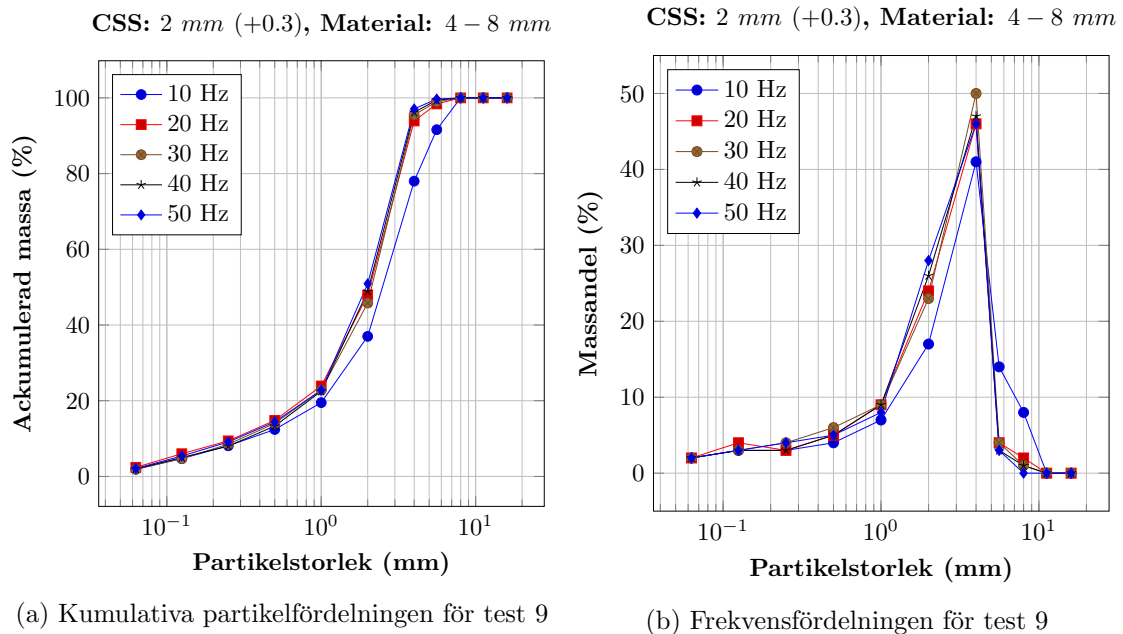 CSS: 2 mm (+0.3), Material: 4 − 8 mm
Ackumulerad massa (%)
100
80
60
40
20
0
10 Hz
20 Hz
30 Hz
40 Hz
50 Hz
10⁻¹
10⁰
10¹
Partikelstorlek (mm)
(a) Kumulativa partikelfördelningen för test 9
CSS: 2 mm (+0.3), Material: 4 − 8 mm
Massandel (%)
50
40
30
20
10
0
10 Hz
20 Hz
30 Hz
40 Hz
50 Hz
10⁻¹
10⁰
10¹
Partikelstorlek (mm)
(b) Frekvensfördelningen för test 9